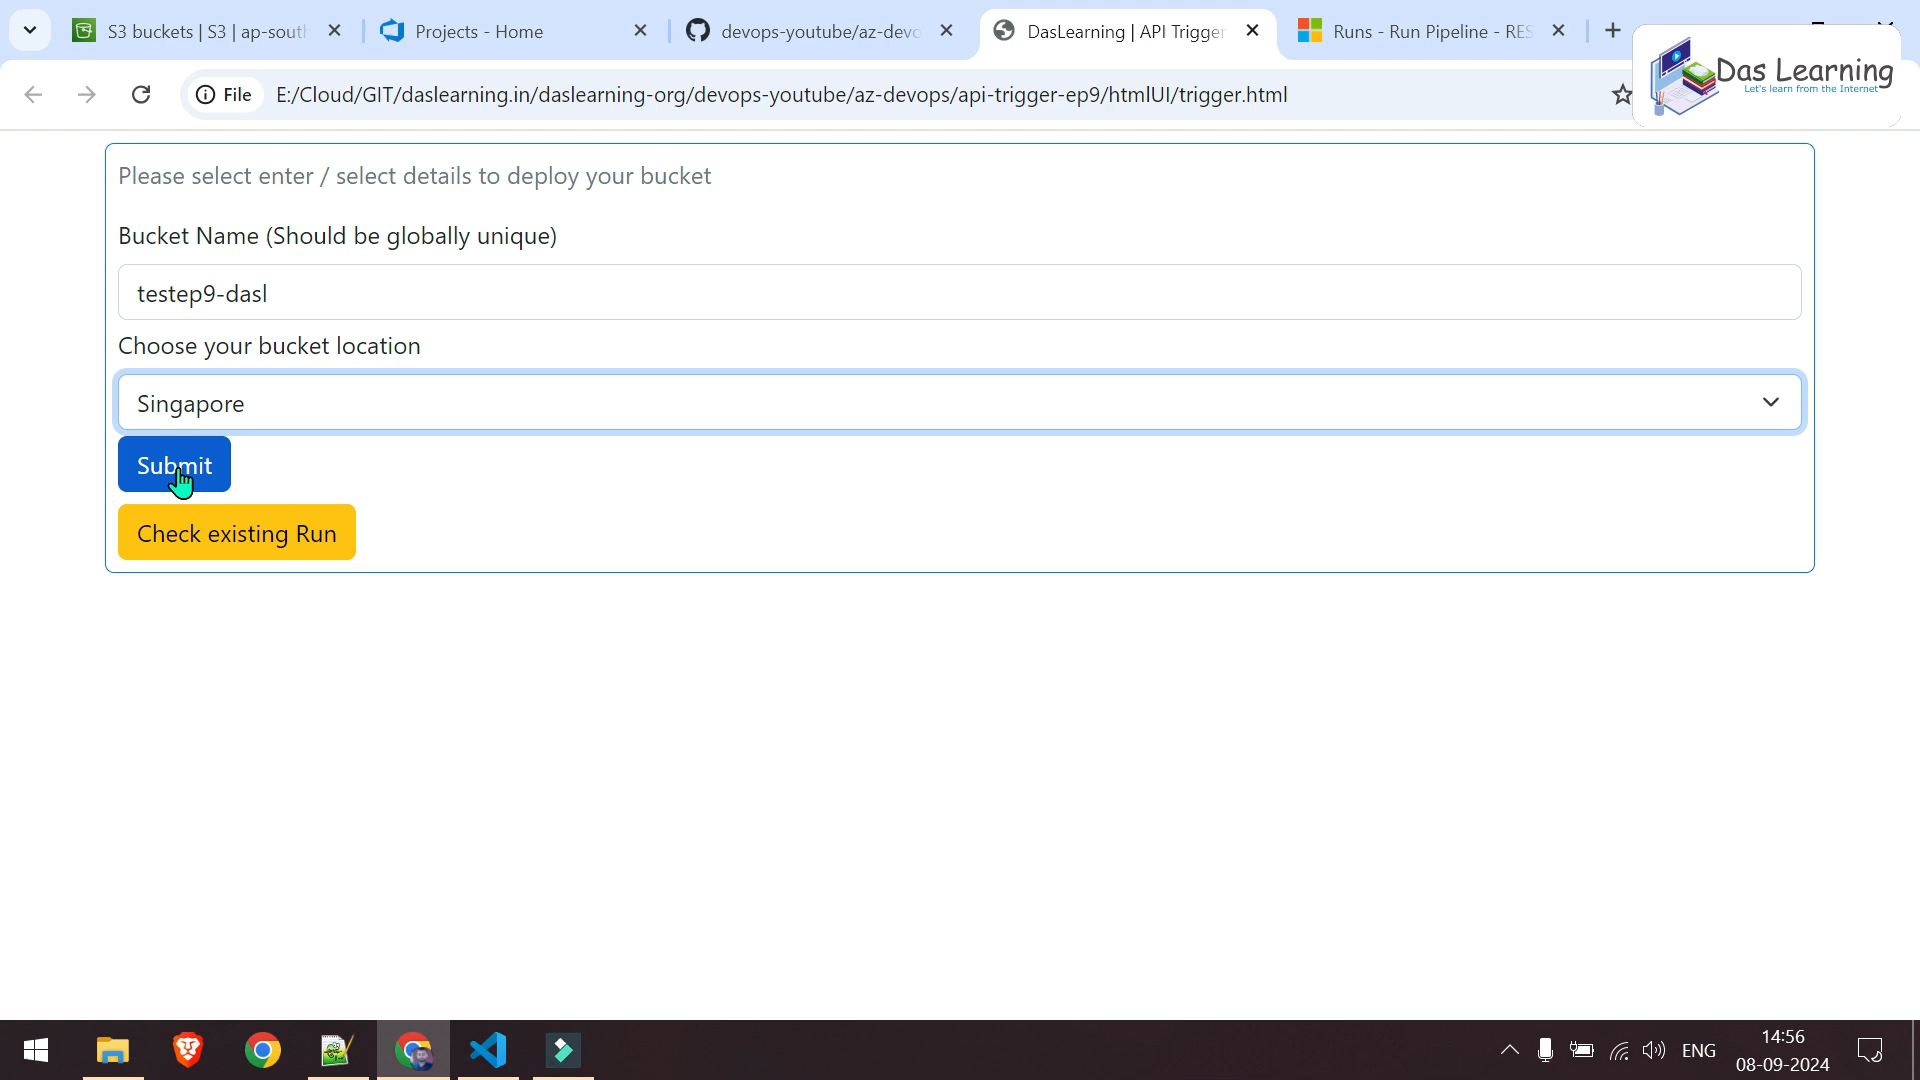 S3 buckets | S3 | ap-south
Projects - Home
devops-youtube/az-devo
DasLearning | API Trigger
Runs - Run Pipeline - RES
Das Learning
Let's learn from the Internet
File
E:/Cloud/GIT/daslearning.in/daslearning-org/devops-youtube/az-devops/api-trigger-ep9/htmlUI/trigger.html
Please select enter / select details to deploy your bucket
Bucket Name (Should be globally unique)
testep9-dasl
Choose your bucket location
Singapore
Submit
Check existing Run
ENG
14:56
08-09-2024